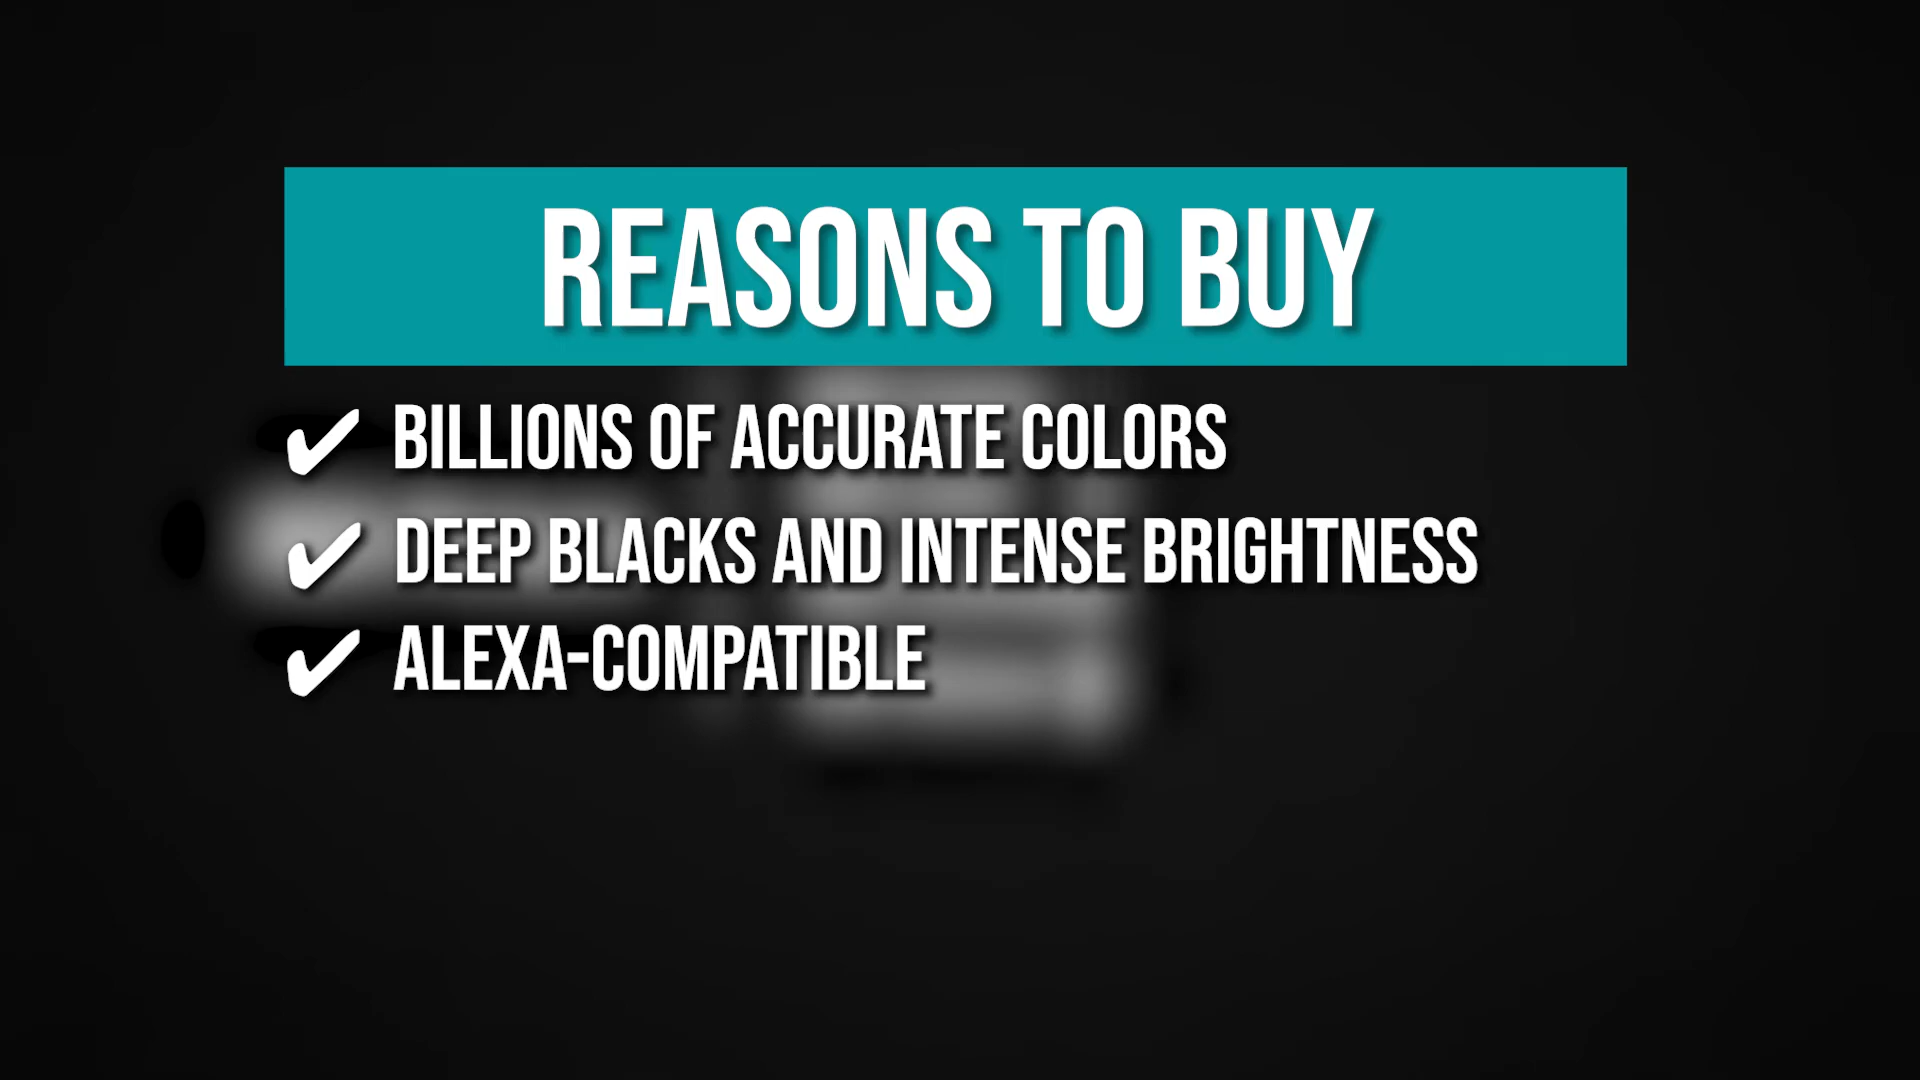 REASONS TO BUY
✔ BILLIONS OF ACCURATE COLORS
✔ DEEP BLACKS AND INTENSE BRIGHTNESS
✔ ALEXA-COMPATIBLE